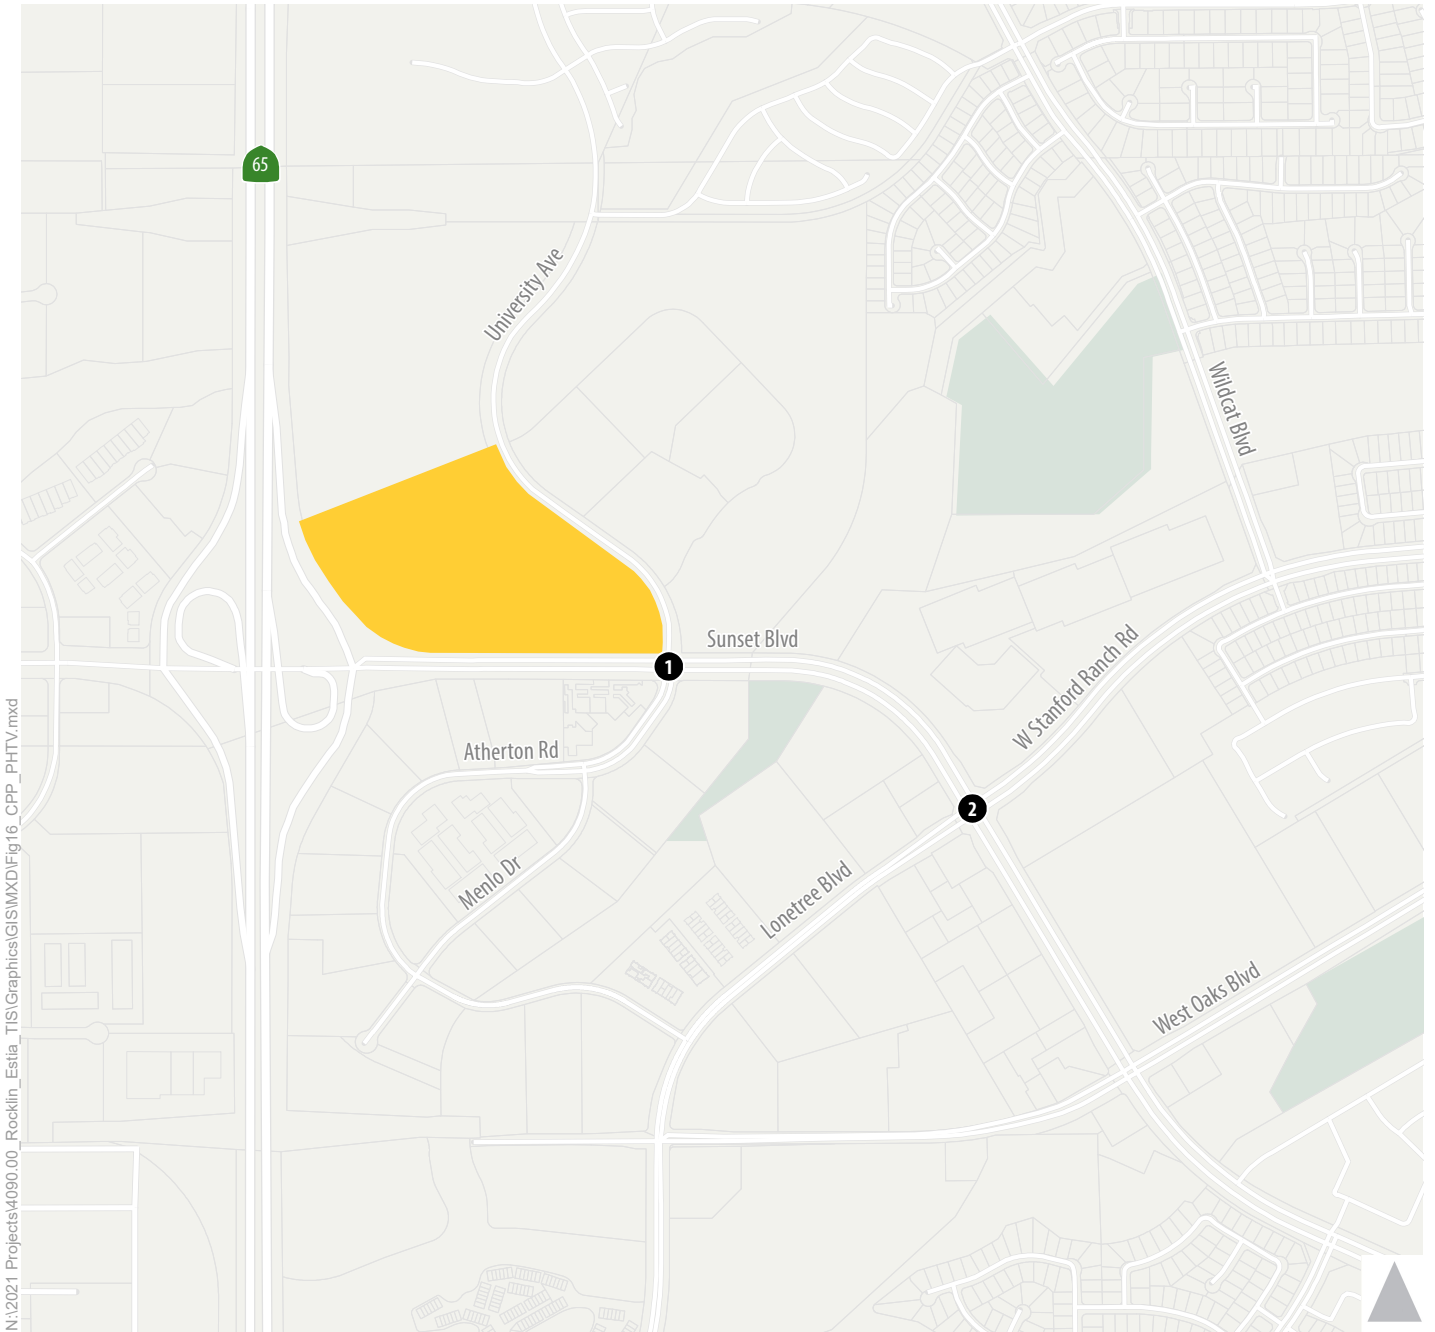 65
University Ave
Wildcat Blvd
Sunset Blvd
1
W Stanford Ranch Rd
Atherton Rd
2
Menlo Dr
Lonetree Blvd
West Oaks Blvd
N:\2021 Projects\4090.00_Rocklin_Estia_TIS\Graphics\GIS\MXD\Fig16_CPP_PHTV.mxd